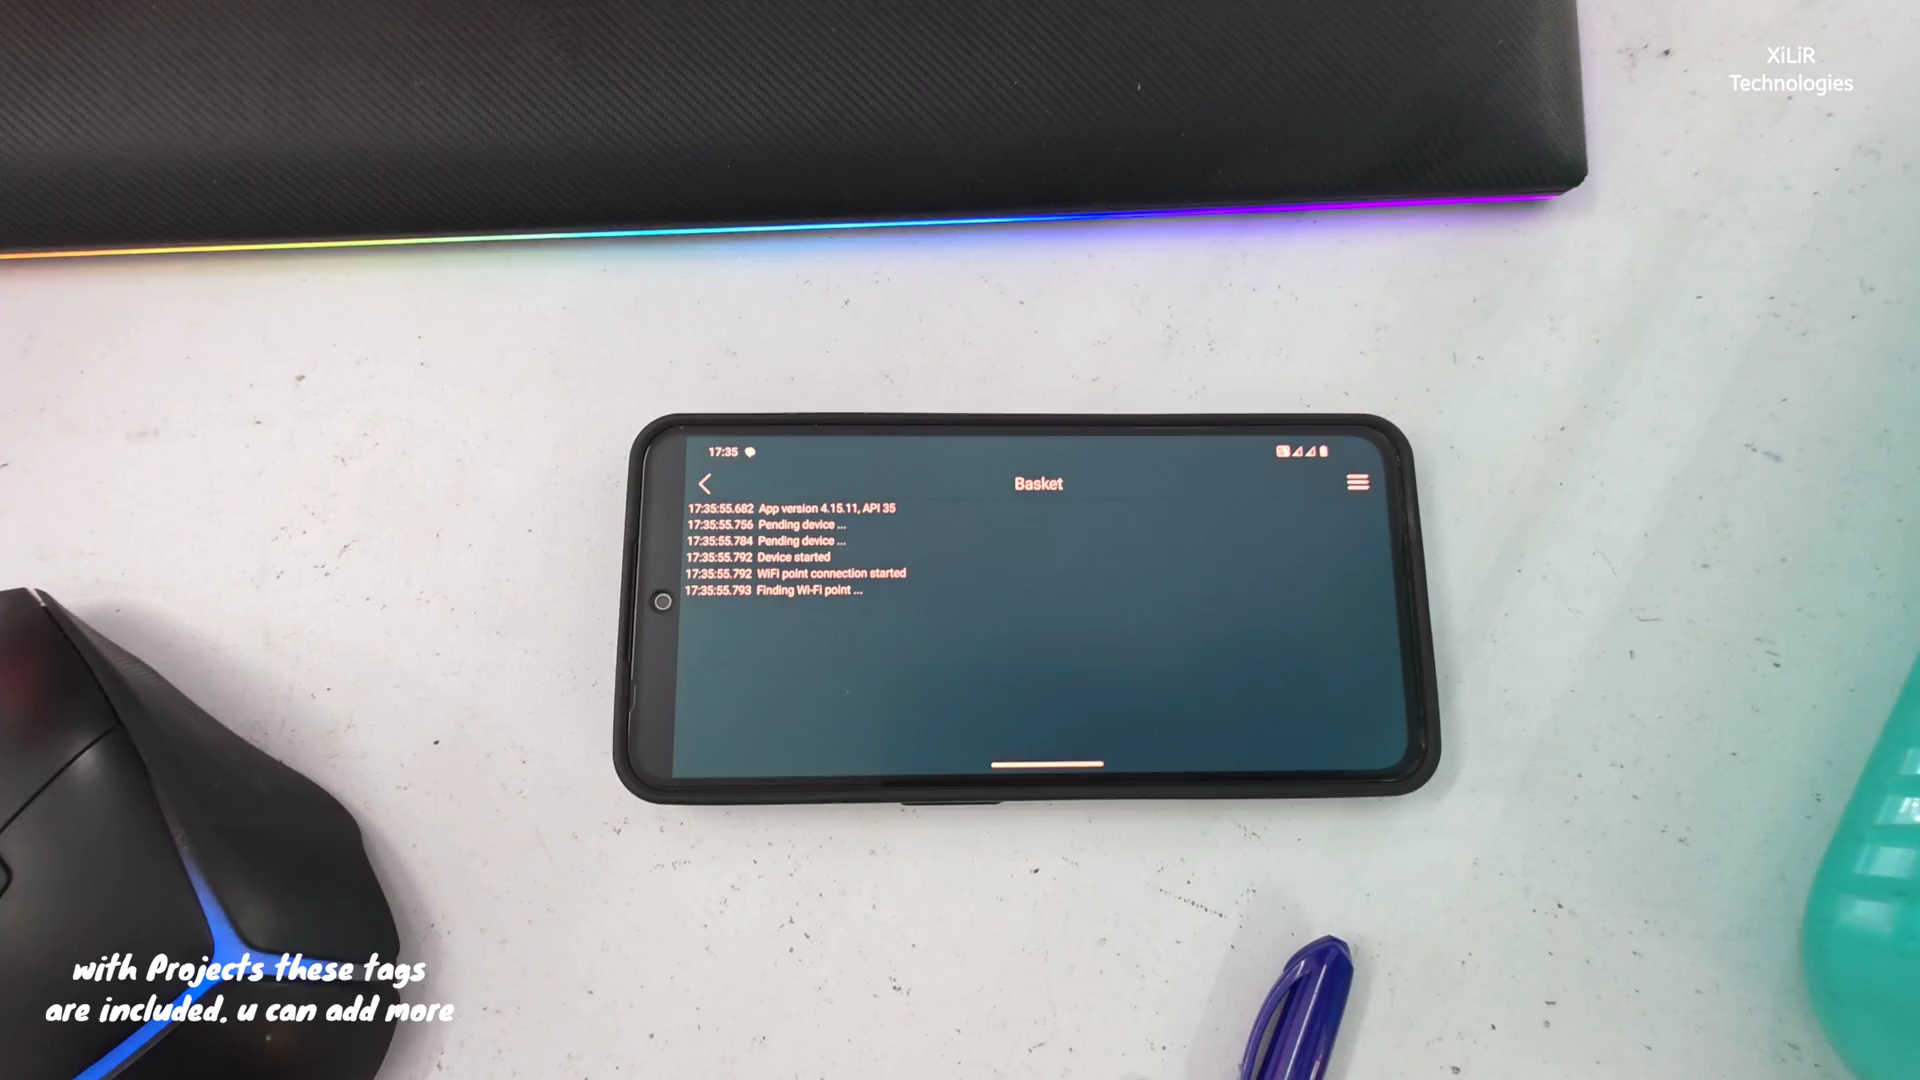 XiLiR
Technologies
17:35
Basket
17:35:55.682 App version 4.15.11, API 35
17:35:55.756 Pending device ...
17:35:55.784 Pending device ...
17:35:55.792 Device started
17:35:55.792 WiFi point connection started
17:35:55.793 Finding Wi-Fi point ...
with Projects these tags
are included. u can add more